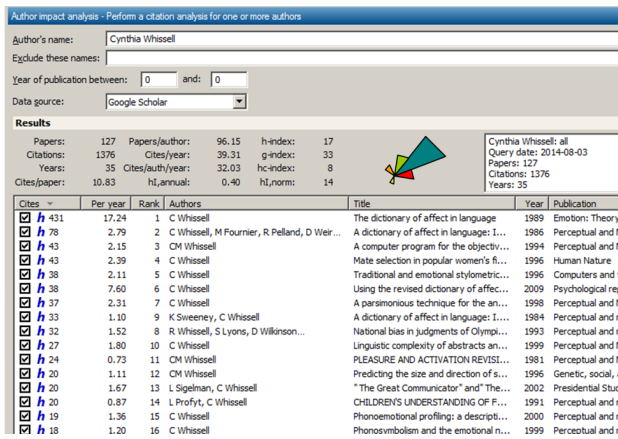 Author impact analysis - Perform a citation analysis for one or more authors
Author's name: Cynthia Whissell
Exclude these names:
Year of publication between: 0 and: 0
Data source: Google Scholar
Results
Papers: 127 Papers/author: 96.15 h-index: 17
Citations: 1376 Cites/year: 39.31 g-index: 33
Years: 35 Cites/auth/year: 32.03 hc-index: 8
Cites/paper: 10.83 hI,annual: 0.40 hI,norm: 14
Cynthia Whissell: all
Query date: 2014-08-03
Papers: 127
Citations: 1376
Years: 35
Cites Per year Rank Authors Title Year Publication
h 431 17.24 1 C Whissell The dictionary of affect in language 1989 Emotion: Theory
h 78 2.79 2 C Whissell, M Fournier, R Pelland, D Weir... A dictionary of affect in language: I... 1986 Perceptual and
h 43 2.15 3 CM Whissell A computer program for the objectiv... 1994 Perceptual and
h 43 2.39 4 C Whissell Mate selection in popular women's fi... 1996 Human Nature
h 38 2.11 5 C Whissell Traditional and emotional stylometric... 1996 Computers and
h 38 7.60 6 C Whissell Using the revised dictionary of affec... 2009 Psychological re
h 37 2.31 7 C Whissell A parsimonious technique for the an... 1998 Perceptual and
h 33 1.10 9 K Sweeney, C Whissell A dictionary of affect in language: I.... 1984 Perceptual and
h 32 1.52 8 R Whissell, S Lyons, D Wilkinson... National bias in judgments of Olympi... 1993 Perceptual and
h 27 1.80 10 C Whissell Linguistic complexity of abstracts an... 1999 Perceptual and
h 24 0.73 11 CM Whissell PLEASURE AND ACTIVATION REVISI... 1981 Perceptual and
h 20 1.11 12 CM Whissell Predicting the size and direction of s... 1996 Genetic, social,
h 20 1.67 13 L Sigelman, C Whissell " The Great Communicator" and" The... 2002 Presidential Stu
h 20 0.87 14 L Profyt, C Whissell CHILDREN'S UNDERSTANDING OF F... 1991 Perceptual and
h 19 1.36 15 C Whissell Phonoemotional profiling: a descripti... 2000 Perceptual and
h 18 1.20 16 C Whissell Phonosymbolism and the emotional n... 1999 Perceptual and